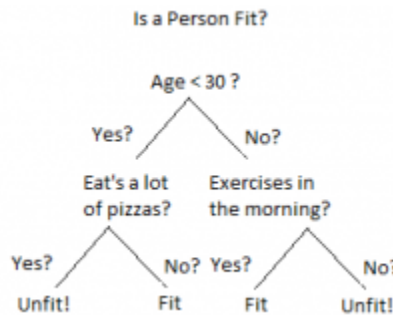 Is a Person Fit?
Age < 30 ?
Yes?
No?
Eat's a lot
of pizzas?
Exercises in
the morning?
Yes?
No?
Yes?
No?
Unfit!
Fit
Fit
Unfit!